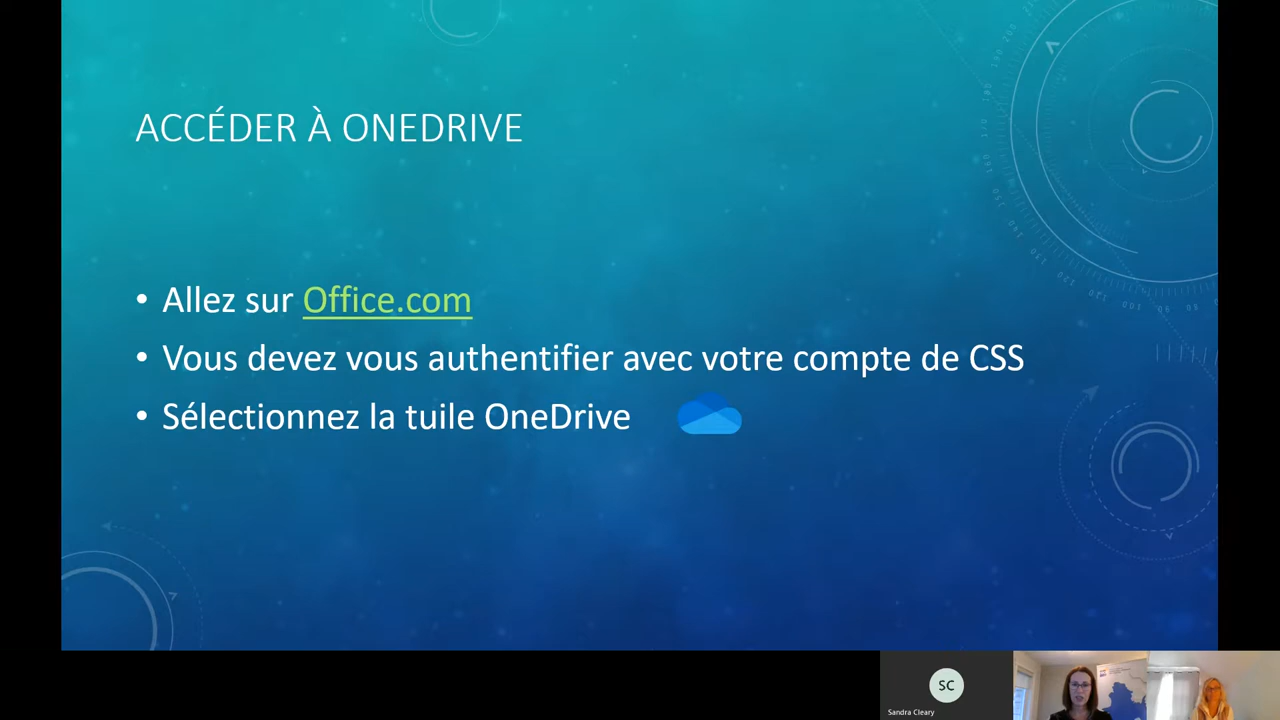 ACCÉDER À ONEDRIVE
• Allez sur Office.com
• Vous devez vous authentifier avec votre compte de CSS
• Sélectionnez la tuile OneDrive
SC
Sandra Cleary